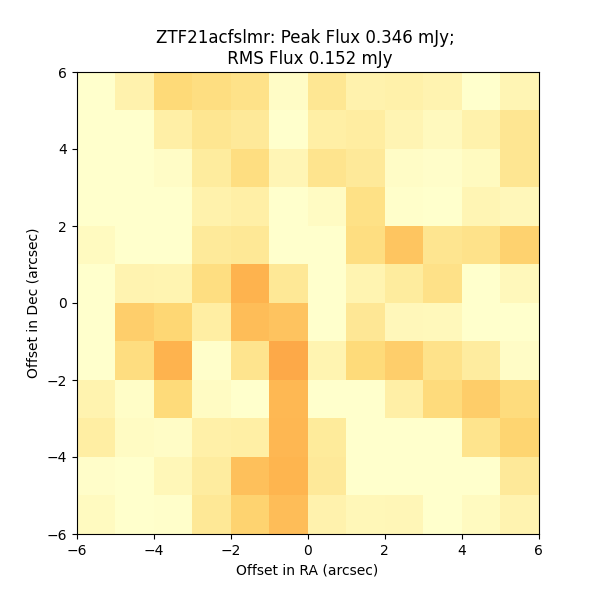 ZTF21acfslmr: Peak Flux 0.346 mJy;
RMS Flux 0.152 mJy
6
4
2
0
−2
−4
−6
Offset in Dec (arcsec)
−6 −4 −2 0 2 4 6
Offset in RA (arcsec)